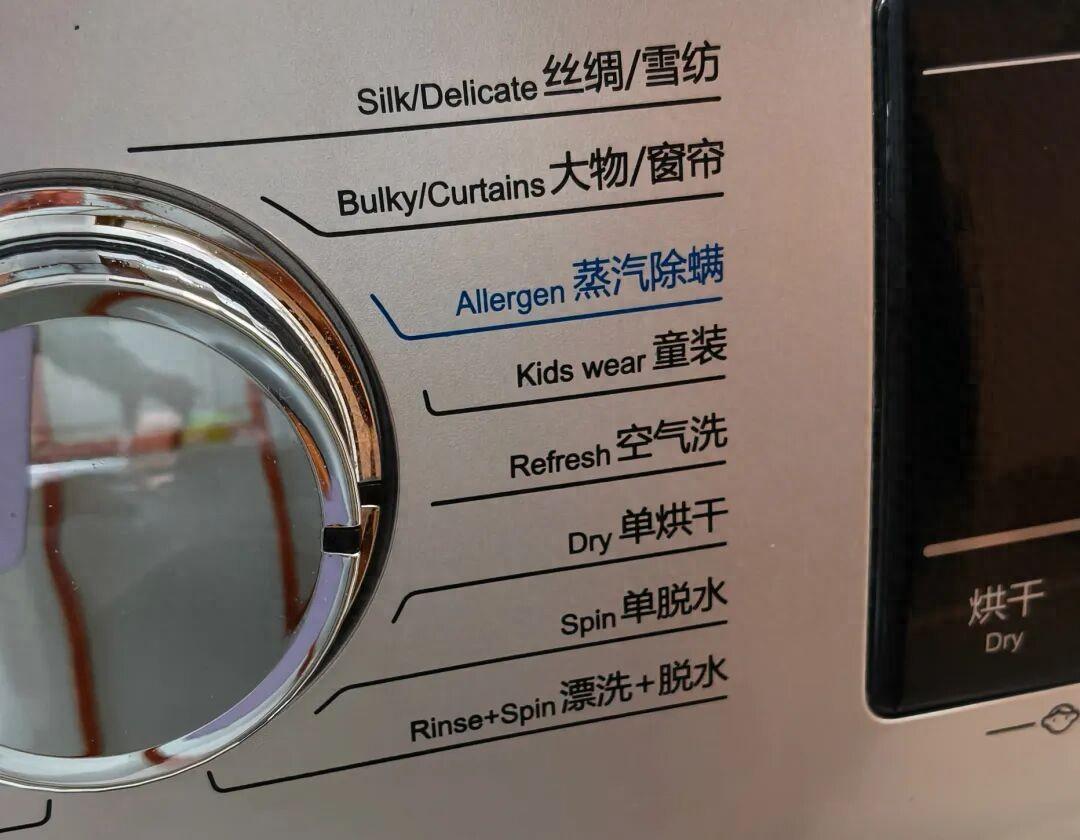 Silk/Delicate 丝绸/雪纺
Bulky/Curtains 大物/窗帘
Allergen 蒸汽除螨
Kids wear 童装
Refresh 空气洗
Dry 单烘干
Spin 单脱水
Rinse+Spin 漂洗+脱水
烘干
Dry